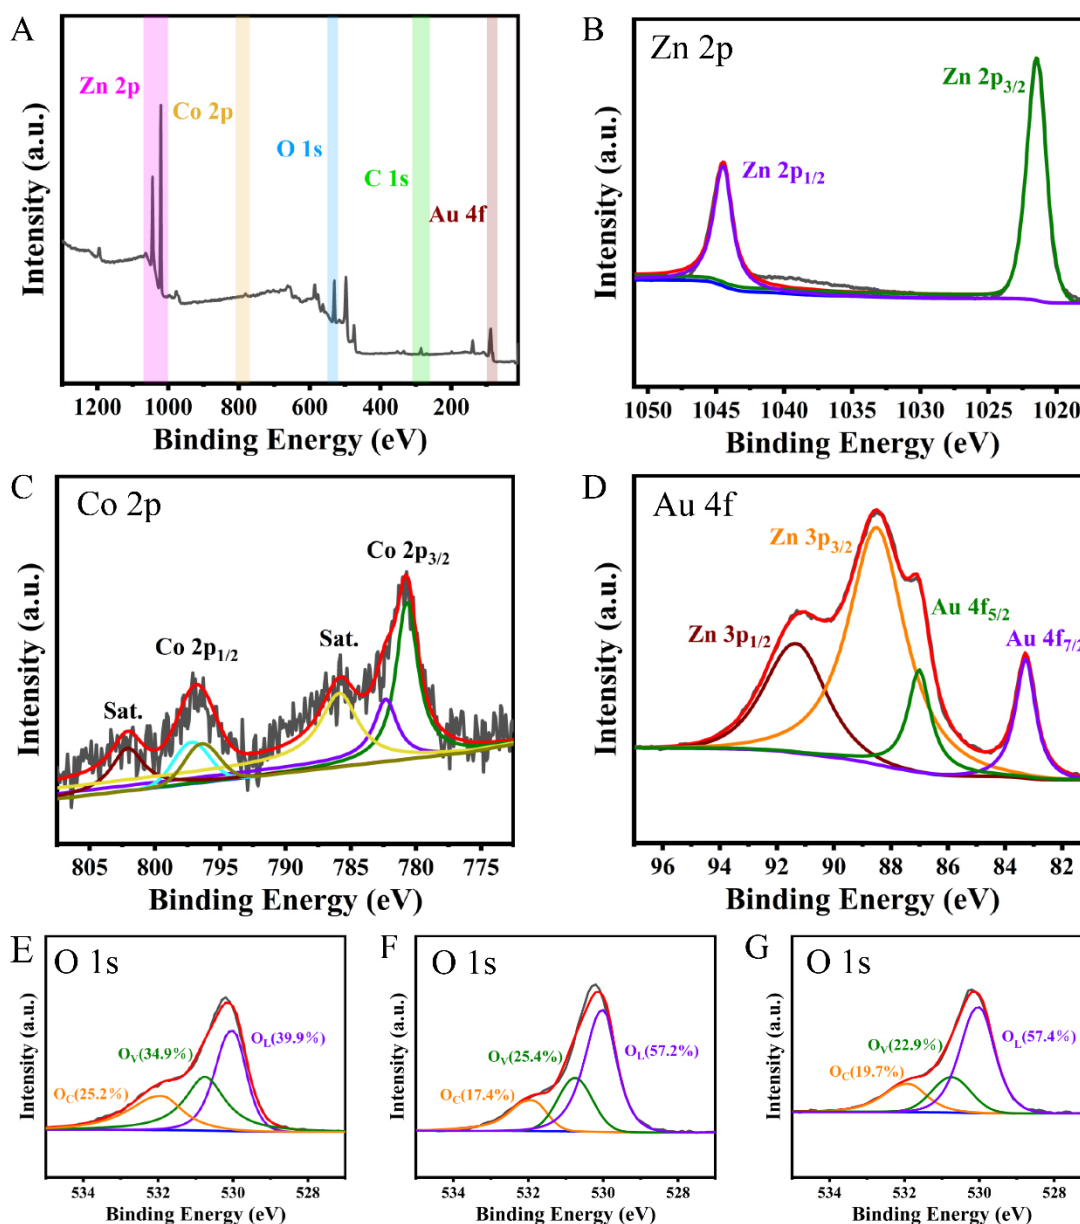 A
Zn 2p
Co 2p
O 1s
C 1s
Au 4f
Intensity (a.u.)
1200 1000 800 600 400 200
Binding Energy (eV)
B
Zn 2p
Zn 2p3/2
Zn 2p1/2
Intensity (a.u.)
1050 1045 1040 1035 1030 1025 1020
Binding Energy (eV)
C
Co 2p
Co 2p3/2
Sat.
Co 2p1/2
Sat.
Intensity (a.u.)
805 800 795 790 785 780 775
Binding Energy (eV)
D
Au 4f
Zn 3p3/2
Au 4f5/2
Zn 3p1/2
Au 4f7/2
Intensity (a.u.)
96 94 92 90 88 86 84 82
Binding Energy (eV)
E
O 1s
OV(34.9%)
OL(39.9%)
OC(25.2%)
Intensity (a.u.)
534 532 530 528
Binding Energy (eV)
F
O 1s
OV(25.4%)
OL(57.2%)
OC(17.4%)
Intensity (a.u.)
534 532 530 528
Binding Energy (eV)
G
O 1s
OV(22.9%)
OL(57.4%)
OC(19.7%)
Intensity (a.u.)
534 532 530 528
Binding Energy (eV)